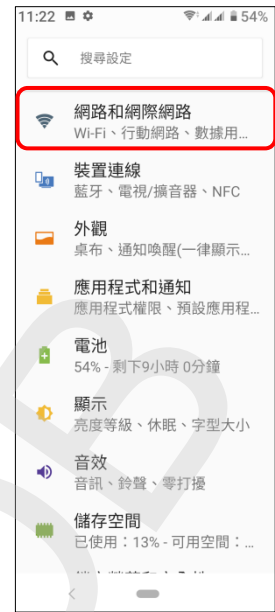 11:22 54%
搜尋設定
網路和網際網路
Wi-Fi、行動網路、數據用...
裝置連線
藍牙、電視/擴音器、NFC
外觀
桌布、通知喚醒(一律顯示...
應用程式和通知
應用程式權限、預設應用程...
電池
54% - 剩下9小時 0分鐘
顯示
亮度等級、休眠、字型大小
音效
音訊、鈴聲、零打擾
儲存空間
已使用：13% - 可用空間：...